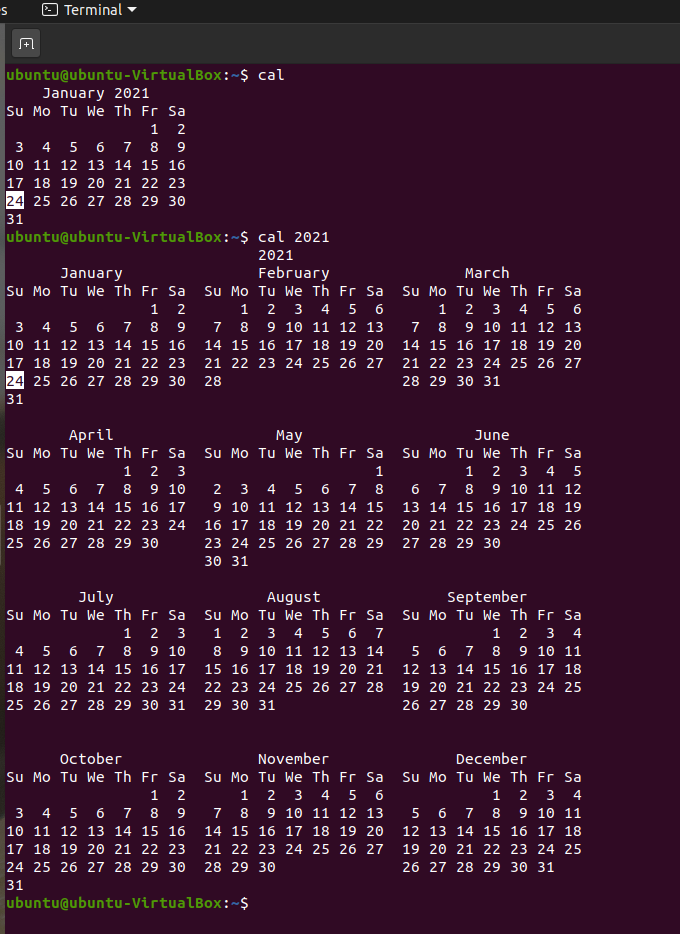 s Terminal
ubuntu@ubuntu-VirtualBox:~$ cal
    January 2021
Su Mo Tu We Th Fr Sa
                1  2
 3  4  5  6  7  8  9
10 11 12 13 14 15 16
17 18 19 20 21 22 23
24 25 26 27 28 29 30
31
ubuntu@ubuntu-VirtualBox:~$ cal 2021
                            2021
      January               February               March
Su Mo Tu We Th Fr Sa  Su Mo Tu We Th Fr Sa  Su Mo Tu We Th Fr Sa
                1  2      1  2  3  4  5  6      1  2  3  4  5  6
 3  4  5  6  7  8  9   7  8  9 10 11 12 13   7  8  9 10 11 12 13
10 11 12 13 14 15 16  14 15 16 17 18 19 20  14 15 16 17 18 19 20
17 18 19 20 21 22 23  21 22 23 24 25 26 27  21 22 23 24 25 26 27
24 25 26 27 28 29 30  28                    28 29 30 31
31
       April                  May                   June
Su Mo Tu We Th Fr Sa  Su Mo Tu We Th Fr Sa  Su Mo Tu We Th Fr Sa
             1  2  3                     1         1  2  3  4  5
 4  5  6  7  8  9 10   2  3  4  5  6  7  8   6  7  8  9 10 11 12
11 12 13 14 15 16 17   9 10 11 12 13 14 15  13 14 15 16 17 18 19
18 19 20 21 22 23 24  16 17 18 19 20 21 22  20 21 22 23 24 25 26
25 26 27 28 29 30     23 24 25 26 27 28 29  27 28 29 30
                      30 31
        July                 August              September
Su Mo Tu We Th Fr Sa  Su Mo Tu We Th Fr Sa  Su Mo Tu We Th Fr Sa
             1  2  3   1  2  3  4  5  6  7            1  2  3  4
 4  5  6  7  8  9 10   8  9 10 11 12 13 14   5  6  7  8  9 10 11
11 12 13 14 15 16 17  15 16 17 18 19 20 21  12 13 14 15 16 17 18
18 19 20 21 22 23 24  22 23 24 25 26 27 28  19 20 21 22 23 24 25
25 26 27 28 29 30 31  29 30 31              26 27 28 29 30
      October               November              December
Su Mo Tu We Th Fr Sa  Su Mo Tu We Th Fr Sa  Su Mo Tu We Th Fr Sa
                1  2      1  2  3  4  5  6            1  2  3  4
 3  4  5  6  7  8  9   7  8  9 10 11 12 13   5  6  7  8  9 10 11
10 11 12 13 14 15 16  14 15 16 17 18 19 20  12 13 14 15 16 17 18
17 18 19 20 21 22 23  21 22 23 24 25 26 27  19 20 21 22 23 24 25
24 25 26 27 28 29 30  28 29 30              26 27 28 29 30 31
31
ubuntu@ubuntu-VirtualBox:~$